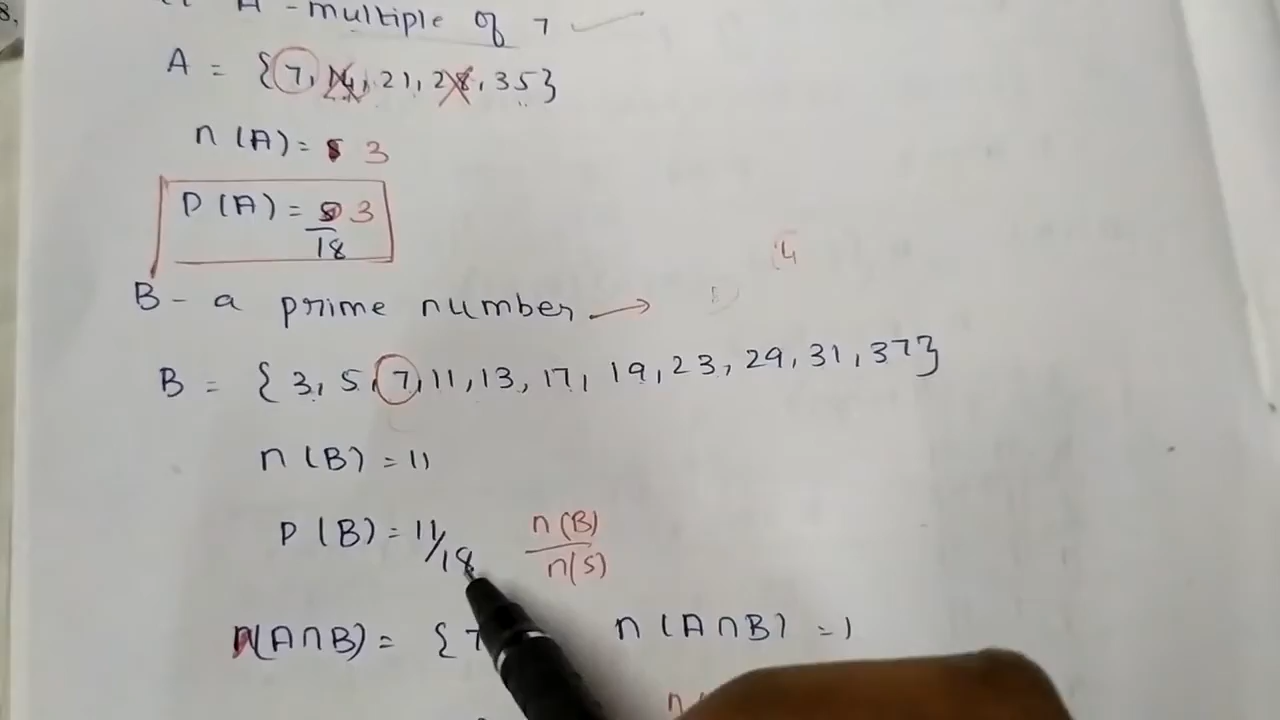 A - multiple of 7
A = {7, 14, 21, 28, 35}
n(A) = 5 3
P(A) = 5 3
18
(4
B - a prime number →
B = {3, 5, 7, 11, 13, 17, 19, 23, 29, 31, 37}
n(B) = 11
P(B) = 11/18 n(B)
n(S)
n(A∩B) = {7 n(A∩B) = 1